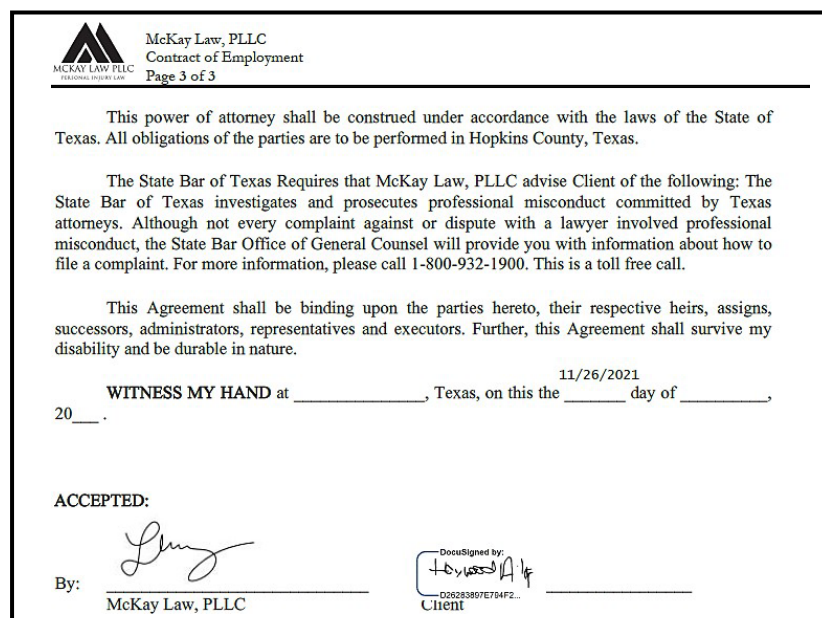 McKay Law, PLLC
Contract of Employment
Page 3 of 3
MCKAY LAW PLLC
PERSONAL INJURY LAW
This power of attorney shall be construed under accordance with the laws of the State of
Texas. All obligations of the parties are to be performed in Hopkins County, Texas.
The State Bar of Texas Requires that McKay Law, PLLC advise Client of the following: The
State Bar of Texas investigates and prosecutes professional misconduct committed by Texas
attorneys. Although not every complaint against or dispute with a lawyer involved professional
misconduct, the State Bar Office of General Counsel will provide you with information about how to
file a complaint. For more information, please call 1-800-932-1900. This is a toll free call.
This Agreement shall be binding upon the parties hereto, their respective heirs, assigns,
successors, administrators, representatives and executors. Further, this Agreement shall survive my
disability and be durable in nature.
11/26/2021
WITNESS MY HAND at _______________, Texas, on this the _______ day of __________,
20___ .
ACCEPTED:
DocuSigned by:
D26283897E794F2...
By: ______________________________ _________________
McKay Law, PLLC Client